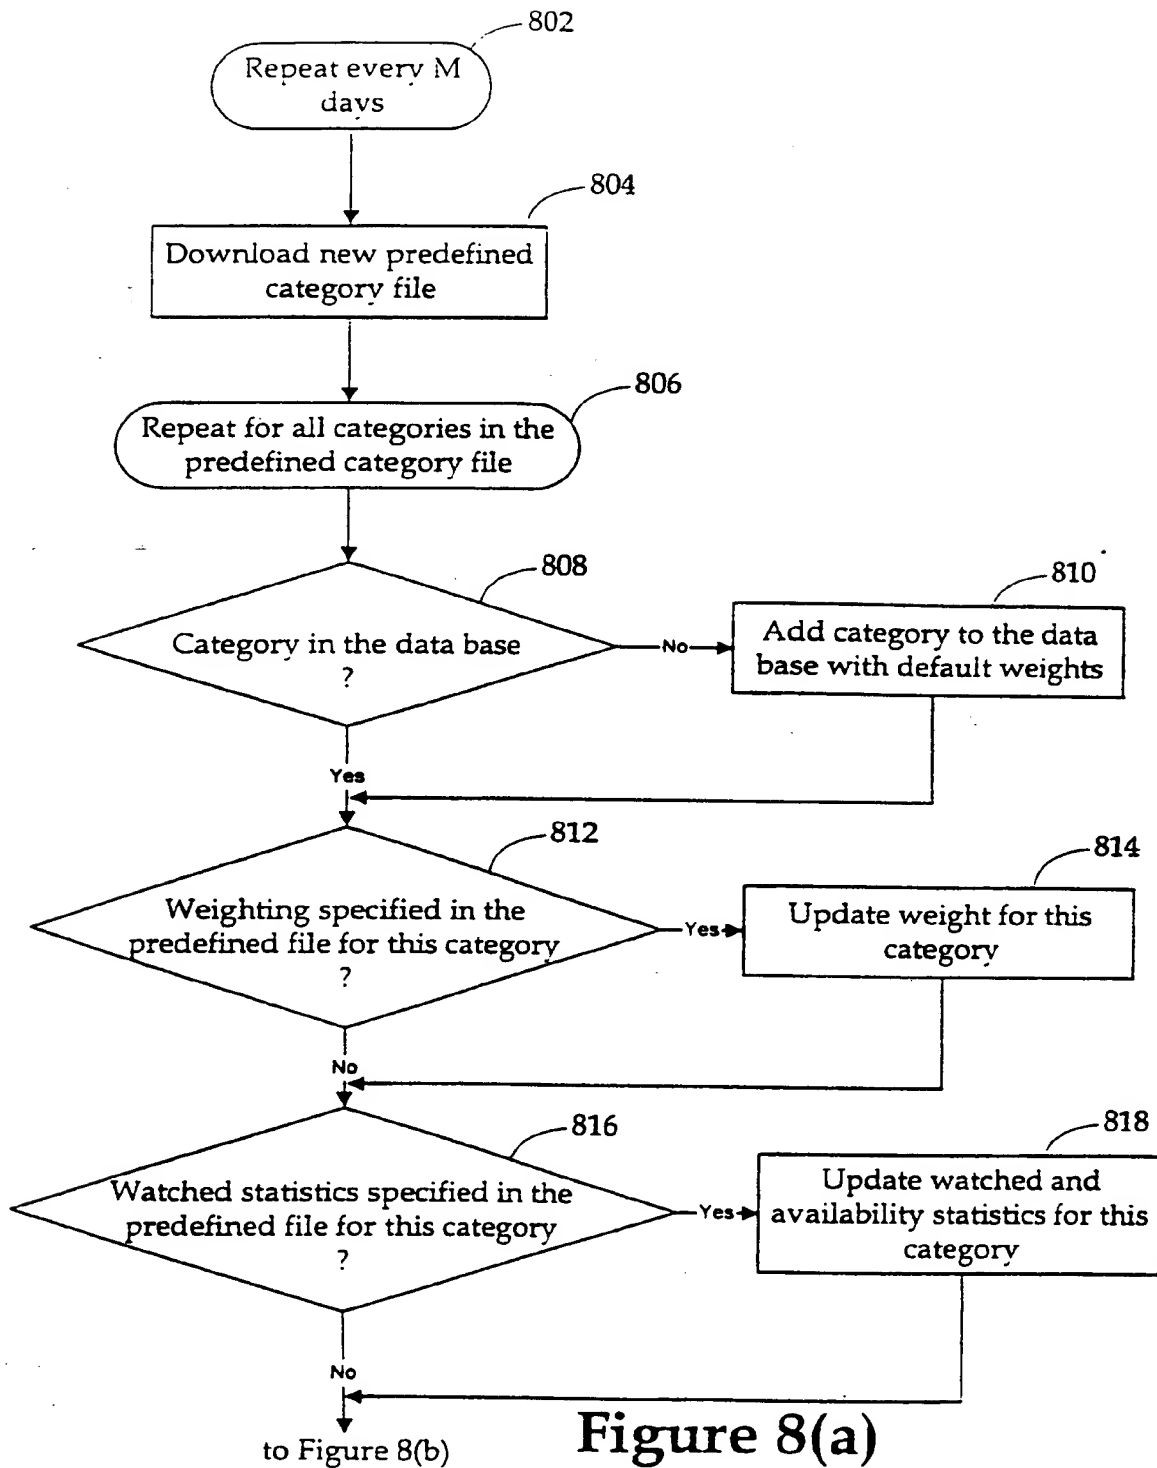 802
Repeat every M
days
804
Download new predefined
category file
806
Repeat for all categories in the
predefined category file
808
Category in the data base
?
No
810
Add category to the data
base with default weights
Yes
812
Weighting specified in the
predefined file for this category
?
Yes
814
Update weight for this
category
No
816
Watched statistics specified in the
predefined file for this category
?
Yes
818
Update watched and
availability statistics for this
category
No
to Figure 8(b)
Figure 8(a)